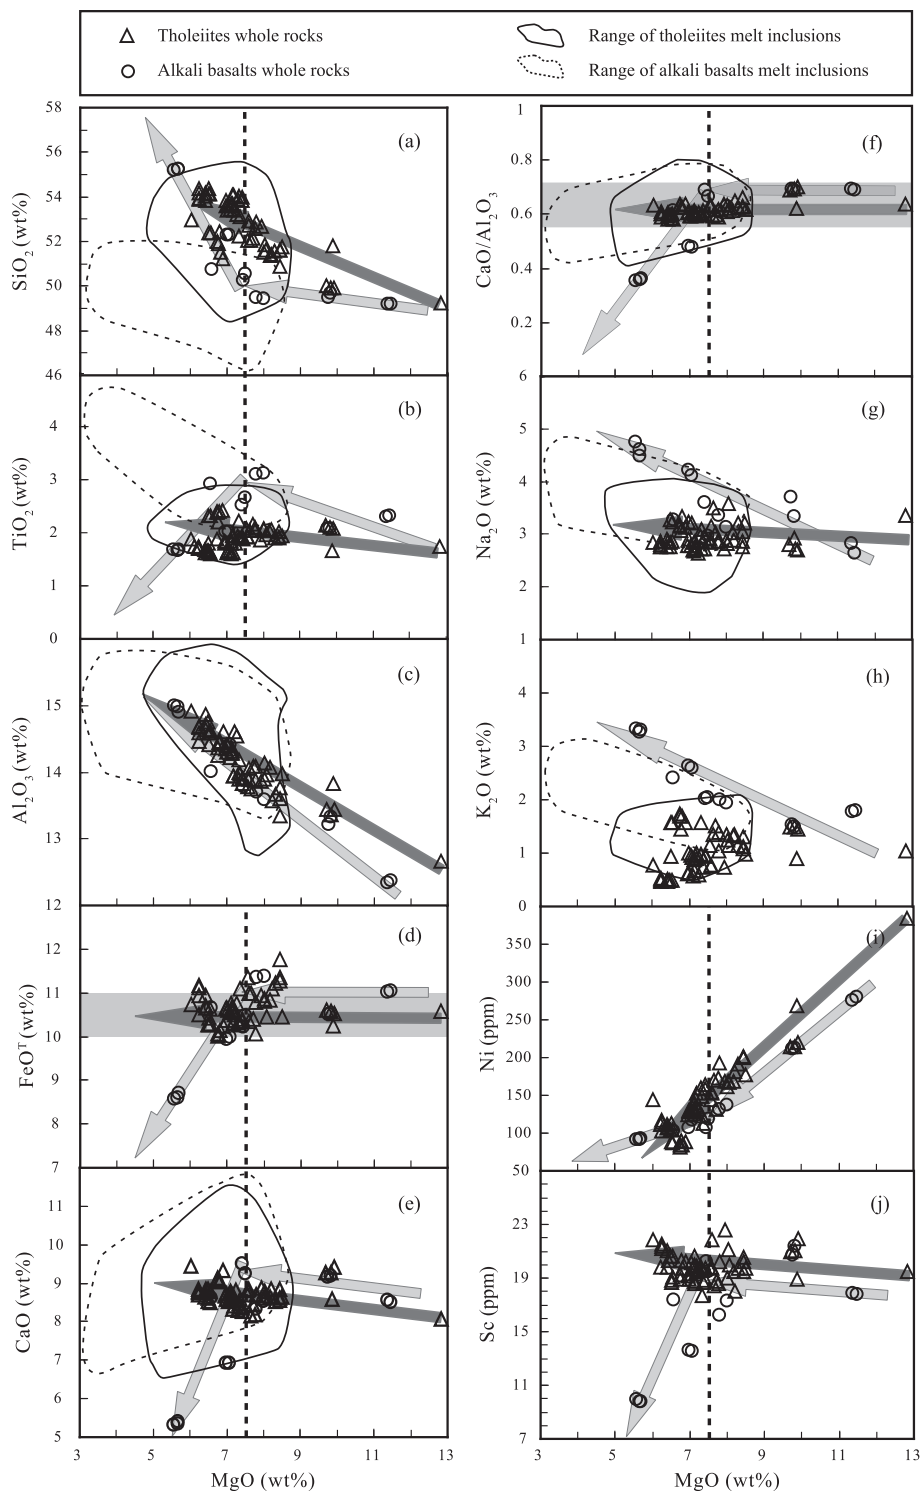 Tholeiites whole rocks
Alkali basalts whole rocks
Range of tholeiites melt inclusions
Range of alkali basalts melt inclusions
(a)
SiO2 (wt%)
58
56
54
52
50
48
46
(b)
TiO2 (wt%)
4
3
2
1
0
(c)
Al2O3 (wt%)
15
14
13
12
(d)
FeOT (wt%)
12
11
10
9
8
7
(e)
CaO (wt%)
11
10
9
8
7
6
5
3
5
7
9
11
13
MgO (wt%)
(f)
CaO/Al2O3
1
0.8
0.6
0.4
0.2
(g)
Na2O (wt%)
6
5
4
3
2
1
(h)
K2O (wt%)
4
3
2
1
0
(i)
Ni (ppm)
350
300
250
200
150
100
50
(j)
Sc (ppm)
23
19
15
11
7
3
5
7
9
11
13
MgO (wt%)